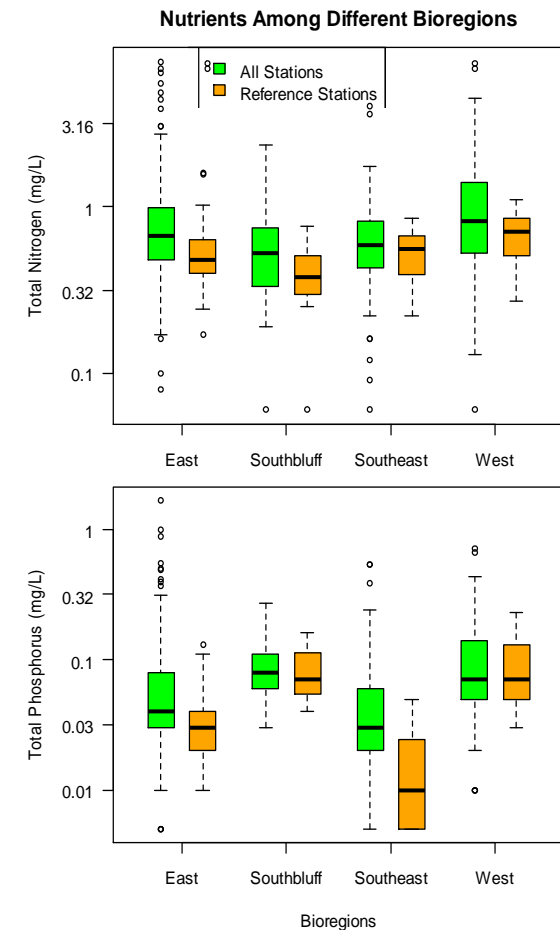 Nutrients Among Different Bioregions
All Stations
Reference Stations
Total Nitrogen (mg/L)
3.16
1
0.32
0.1
East Southbluff Southeast West
Total Phosphorus (mg/L)
1
0.32
0.1
0.03
0.01
East Southbluff Southeast West
Bioregions